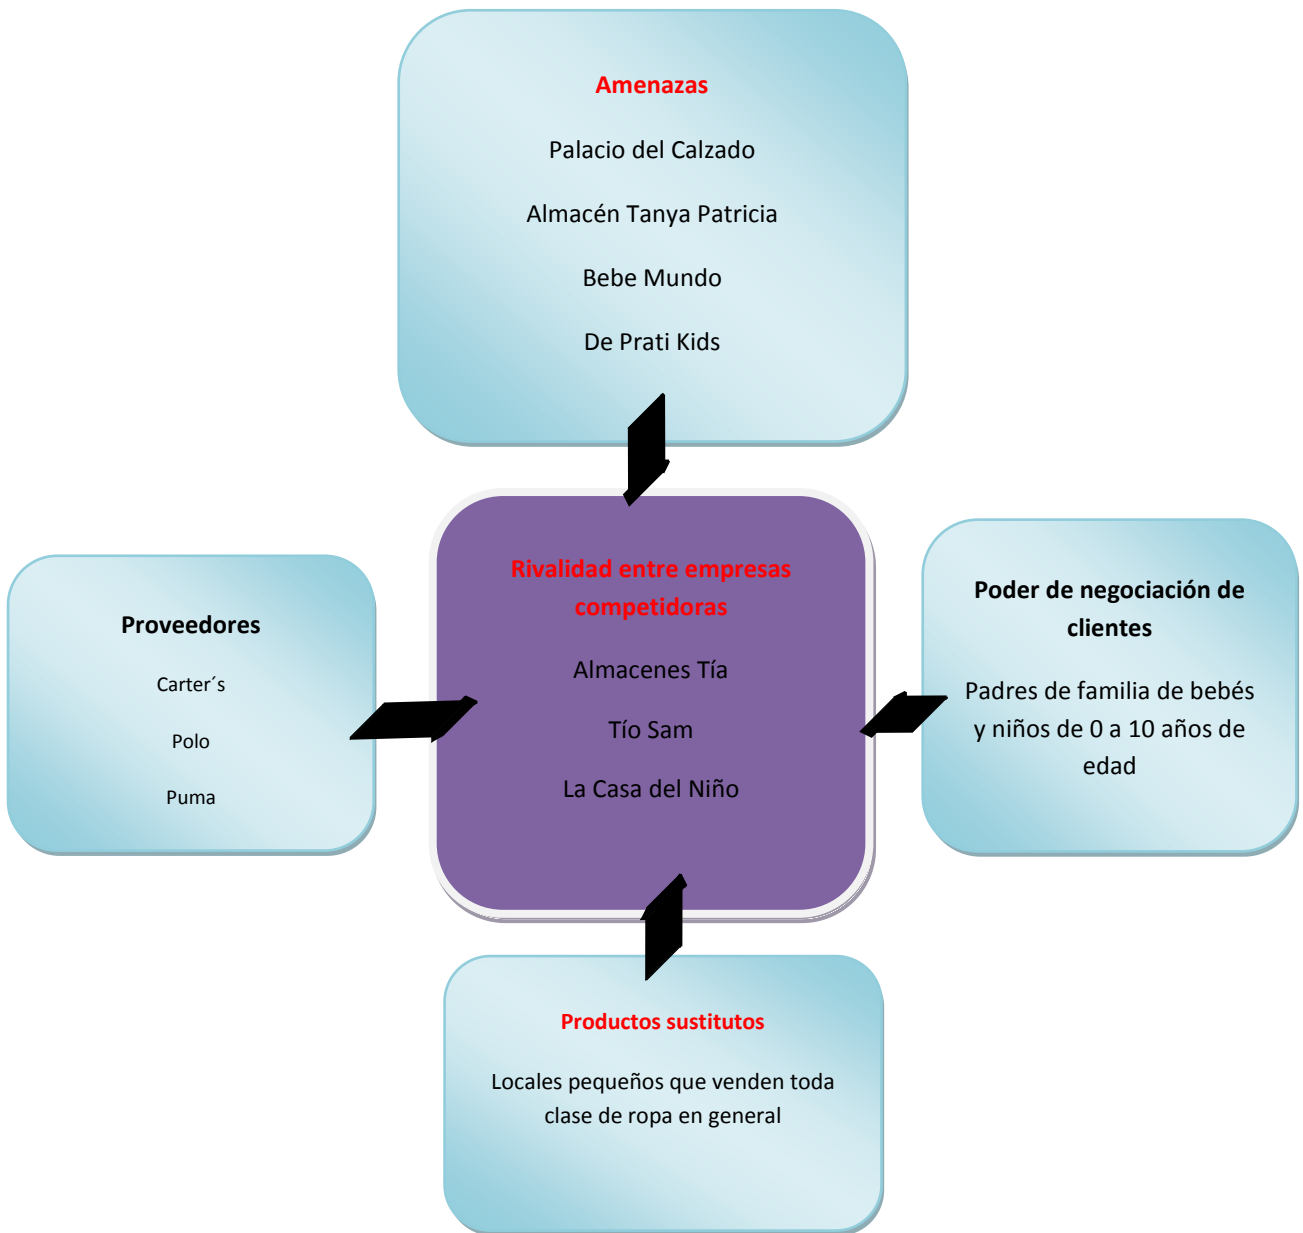 Amenazas
Palacio del Calzado
Almacén Tanya Patricia
Bebe Mundo
De Prati Kids
Proveedores
Carter´s
Polo
Puma
Rivalidad entre empresas
competidoras
Almacenes Tía
Tío Sam
La Casa del Niño
Poder de negociación de
clientes
Padres de familia de bebés
y niños de 0 a 10 años de
edad
Productos sustitutos
Locales pequeños que venden toda
clase de ropa en general